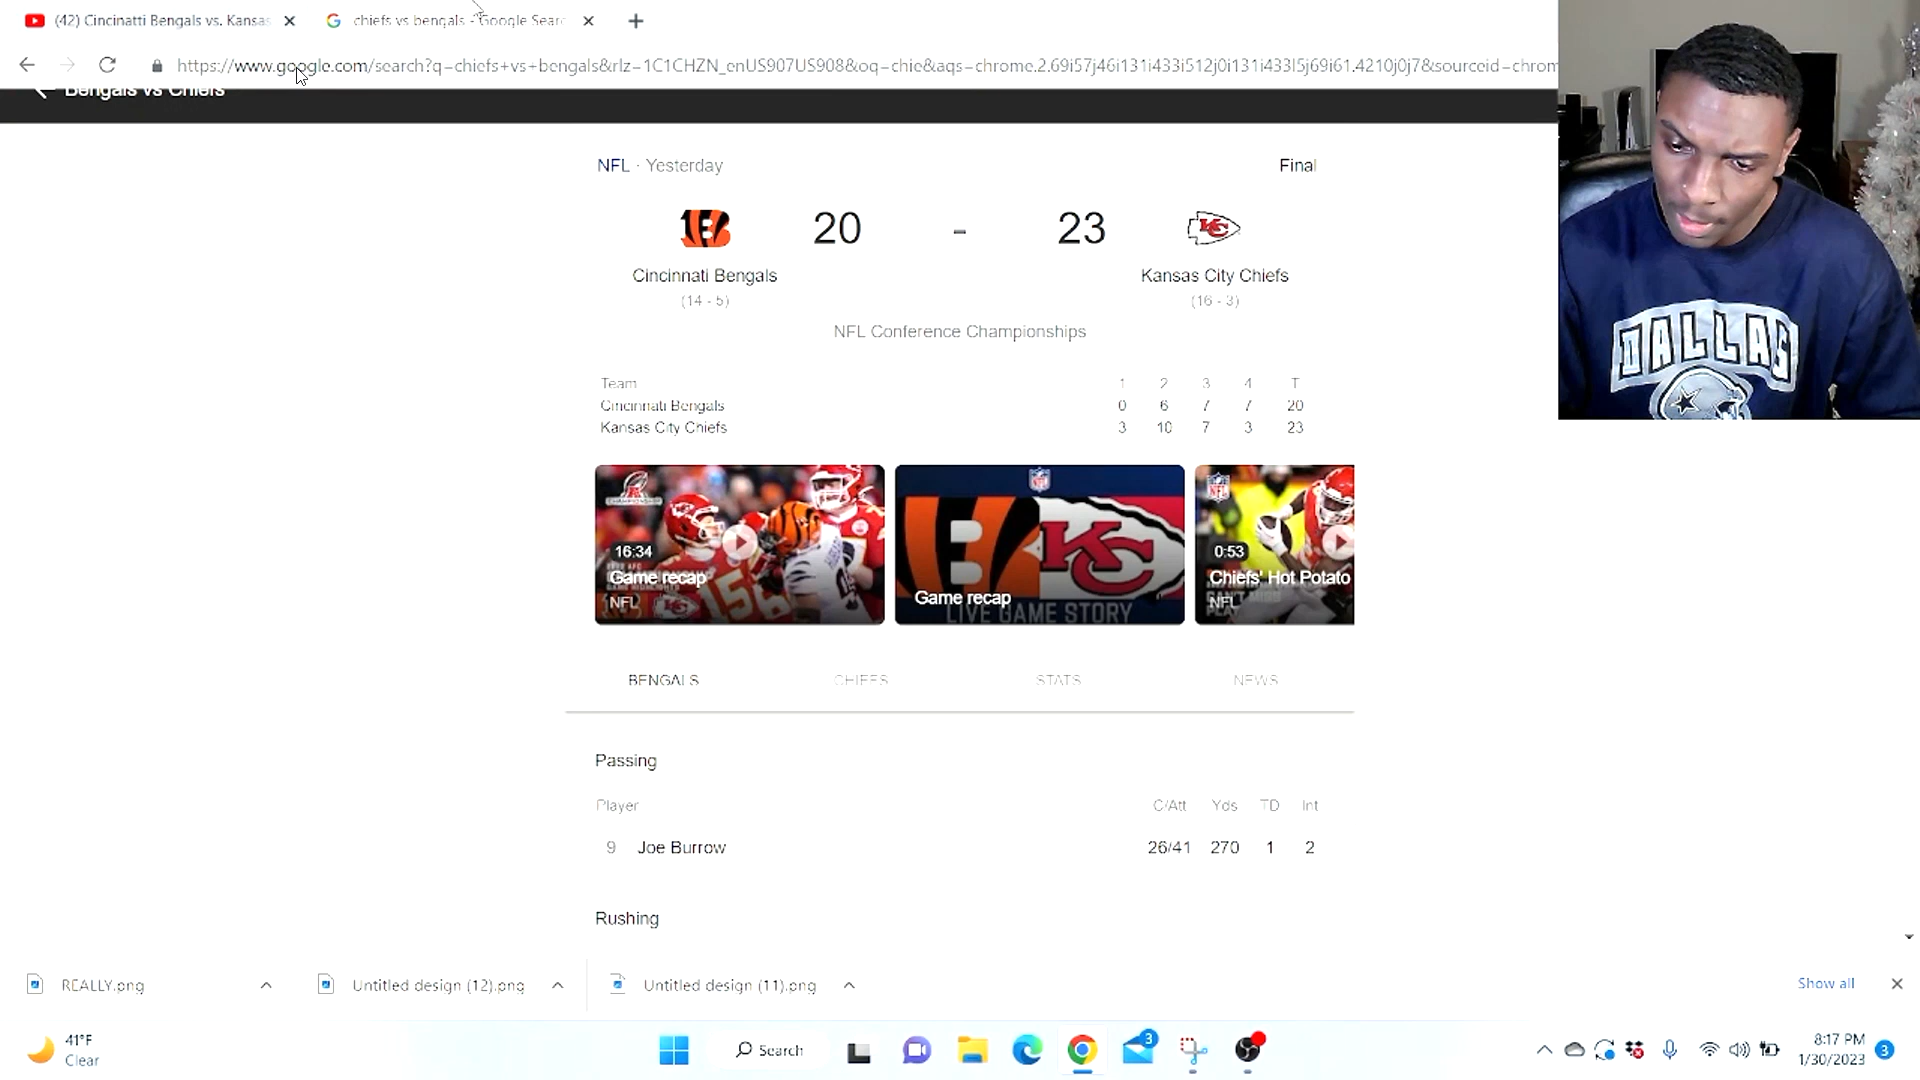 (42) Cincinatti Bengals vs. Kansas
chiefs vs bengals - Google Sear
https://www.google.com/search?q=chiefs+vs+bengals&rlz=1C1CHZN_enUS907US908&oq=chie&aqs=chrome.2.69i57j46i131i433i512j0i131i433l5j69i61.4210j0j7&sourceid=chrom
Bengals vs Chiefs
NFL · Yesterday
Final
20 - 23
Cincinnati Bengals
Kansas City Chiefs
(14 - 5)
(16 - 3)
NFL Conference Championships
Team 1 2 3 4 T
Cincinnati Bengals 0 6 7 7 20
Kansas City Chiefs 3 10 7 3 23
16:34
Game recap
NFL
Game recap
LIVE GAME STORY
0:53
Chiefs' Hot Potato
NFL
BENGALS CHIEFS STATS NEWS
Passing
Player C/Att Yds TD Int
9 Joe Burrow 26/41 270 1 2
Rushing
DALLAS
REALLY.png
Untitled design (12).png
Untitled design (11).png
Show all
41°F
Clear
Search
3
8:17 PM
1/30/2023
3